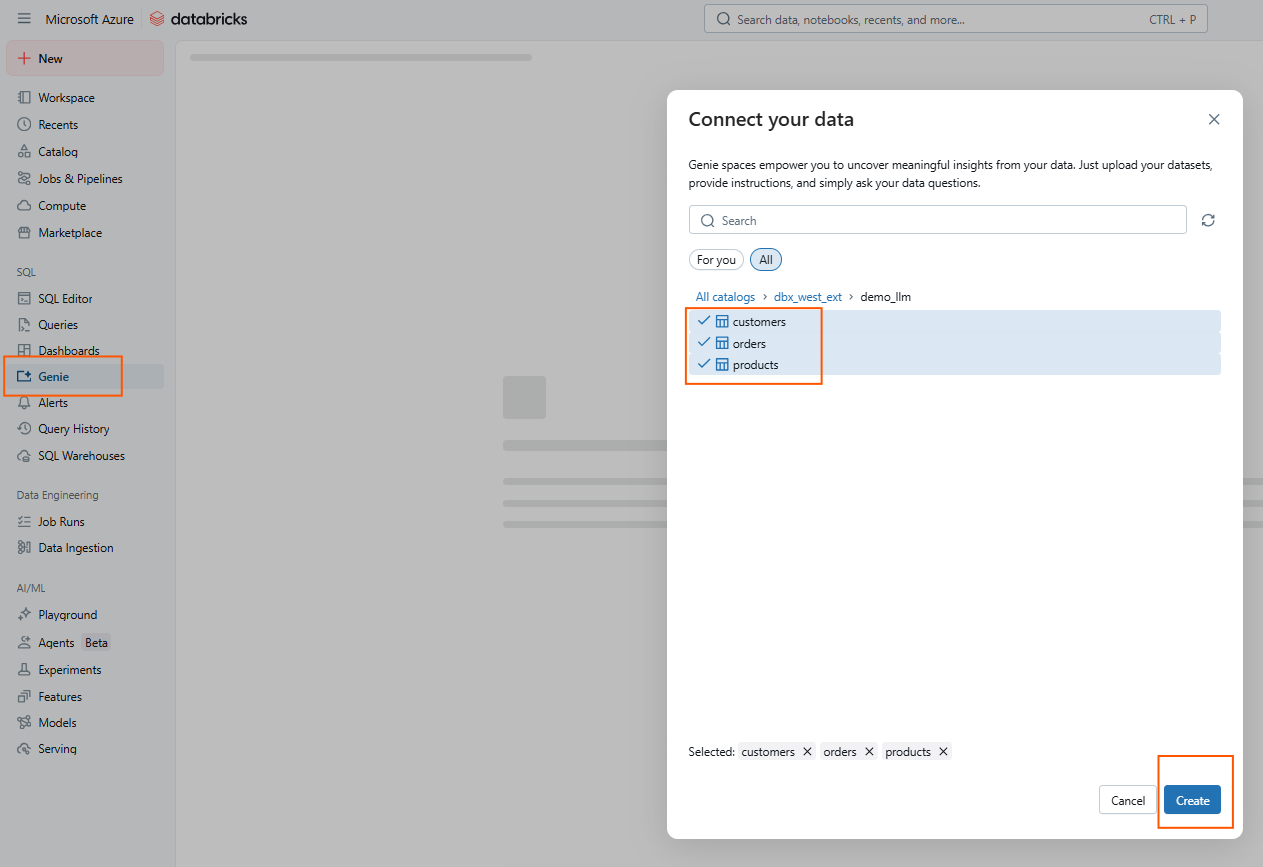 Microsoft Azure databricks
Search data, notebooks, recents, and more... CTRL + P
New
Workspace
Recents
Catalog
Jobs & Pipelines
Compute
Marketplace
SQL
SQL Editor
Queries
Dashboards
Genie
Alerts
Query History
SQL Warehouses
Data Engineering
Job Runs
Data Ingestion
AI/ML
Playground
Agents Beta
Experiments
Features
Models
Serving
Connect your data
Genie spaces empower you to uncover meaningful insights from your data. Just upload your datasets,
provide instructions, and simply ask your data questions.
Search
For you All
All catalogs > dbx_west_ext > demo_llm
customers
orders
products
Selected: customers orders products
Cancel Create